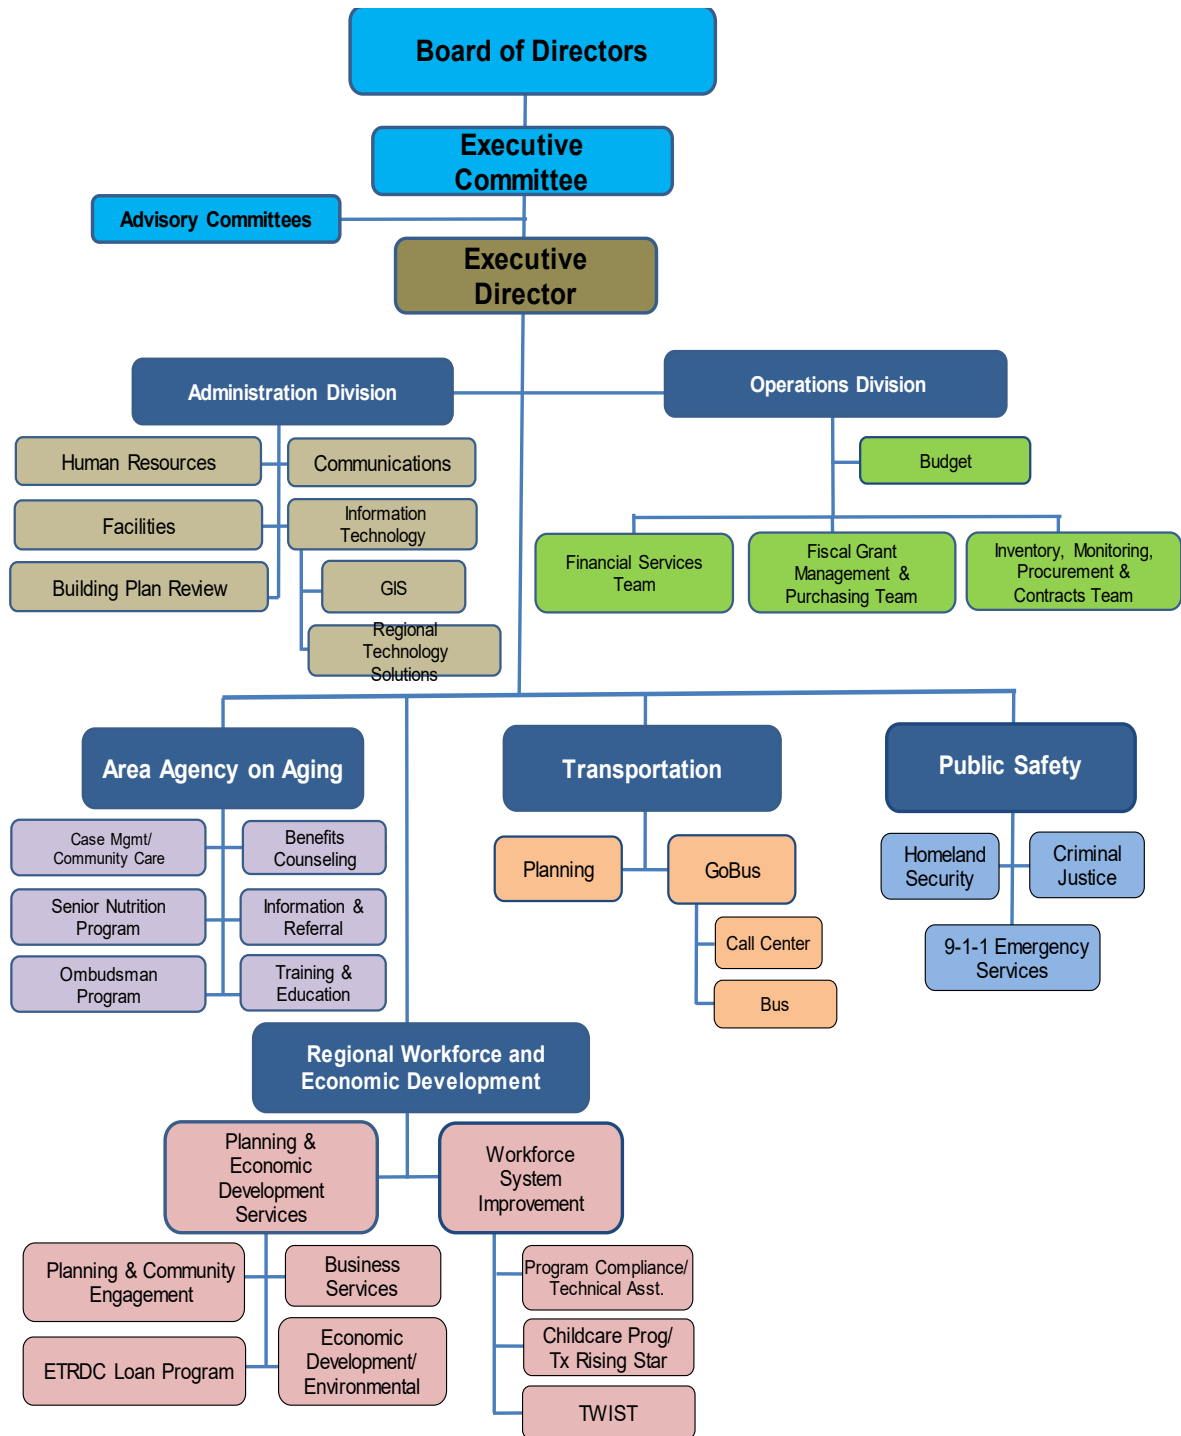 Board of Directors
Executive
Committee
Advisory Committees
Executive
Director
Administration Division
Operations Division
Human Resources
Communications
Budget
Facilities
Information
Technology
Financial Services
Team
Fiscal Grant
Management &
Purchasing Team
Inventory, Monitoring,
Procurement &
Contracts Team
Building Plan Review
GIS
Regional
Technology
Solutions
Area Agency on Aging
Transportation
Public Safety
Case Mgmt/
Community Care
Benefits
Counseling
Planning
GoBus
Homeland
Security
Criminal
Justice
Senior Nutrition
Program
Information &
Referral
Call Center
9-1-1 Emergency
Services
Ombudsman
Program
Training &
Education
Bus
Regional Workforce and
Economic Development
Planning &
Economic
Development
Services
Workforce
System
Improvement
Planning & Community
Engagement
Business
Services
Program Compliance/
Technical Asst.
ETRDC Loan Program
Economic
Development/
Environmental
Childcare Prog/
Tx Rising Star
TWIST